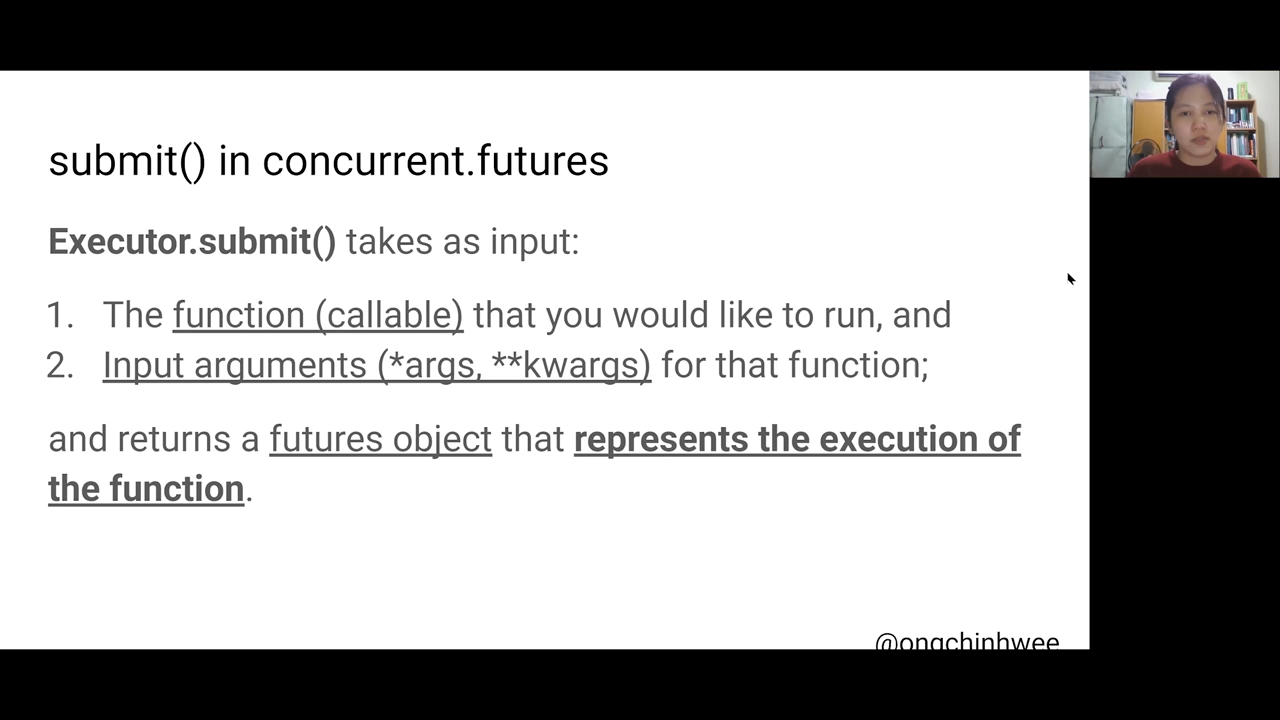 submit() in concurrent.futures
Executor.submit() takes as input:
1. The function (callable) that you would like to run, and
2. Input arguments (*args, **kwargs) for that function;
and returns a futures object that represents the execution of
the function.
@ongchinhwee